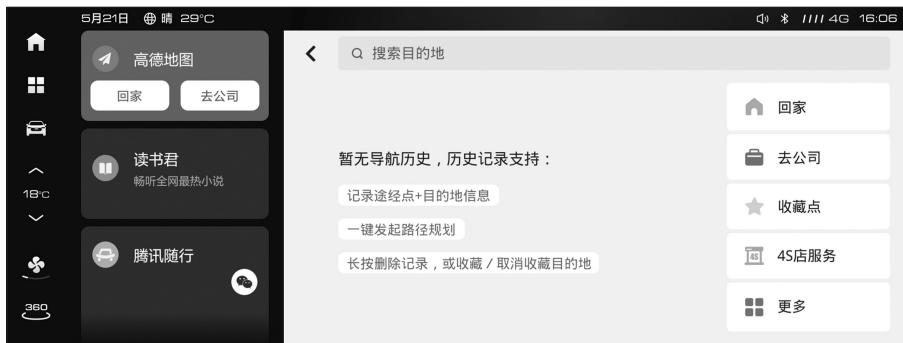 5月21日 晴 29°C
4G 16:06
高德地图
回家 去公司
读书君
畅听全网最热小说
18°C
腾讯随行
360
搜索目的地
暂无导航历史，历史记录支持：
记录途经点+目的地信息
一键发起路径规划
长按删除记录，或收藏/取消收藏目的地
回家
去公司
收藏点
4S 4S店服务
更多